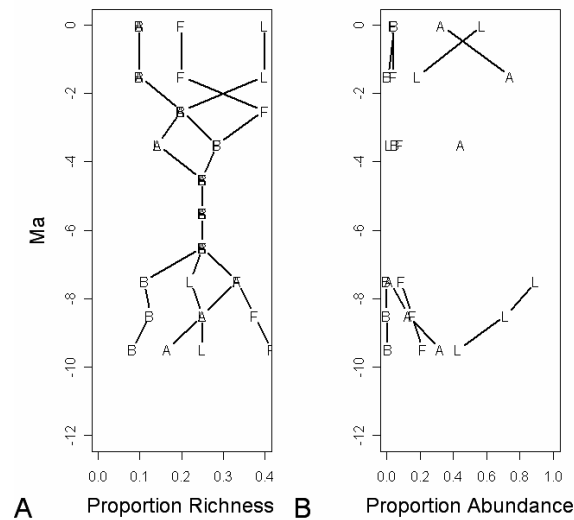 0
-2
-4
-6
-8
-10
-12
Ma
A A L
B F
A A L
B F
A F
B
L A B
B
B
B
B L A
B A F
B A L F
0.0 0.1 0.2 0.3 0.4
A Proportion Richness
0
-2
-4
-6
-8
-10
-12
F B A L
B F L A
L B F A
B A F L
B A F L
B F A L
0.0 0.2 0.4 0.6 0.8 1.0
B Proportion Abundance